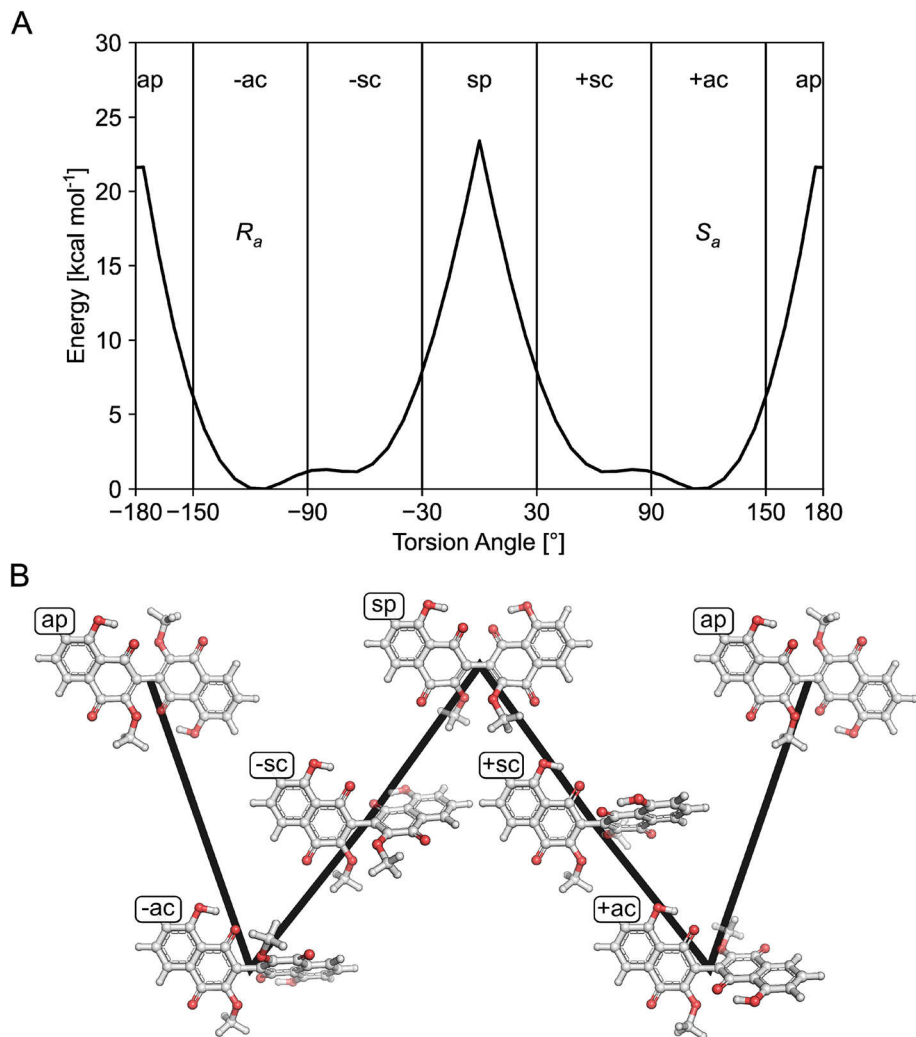 A
30
25
20
15
10
5
0
Energy [kcal mol⁻¹]
ap -ac -sc sp +sc +ac ap
Rₐ Sₐ
−180 −150 −90 −30 30 90 150 180
Torsion Angle [°]
B
ap sp ap
-sc +sc
-ac +ac